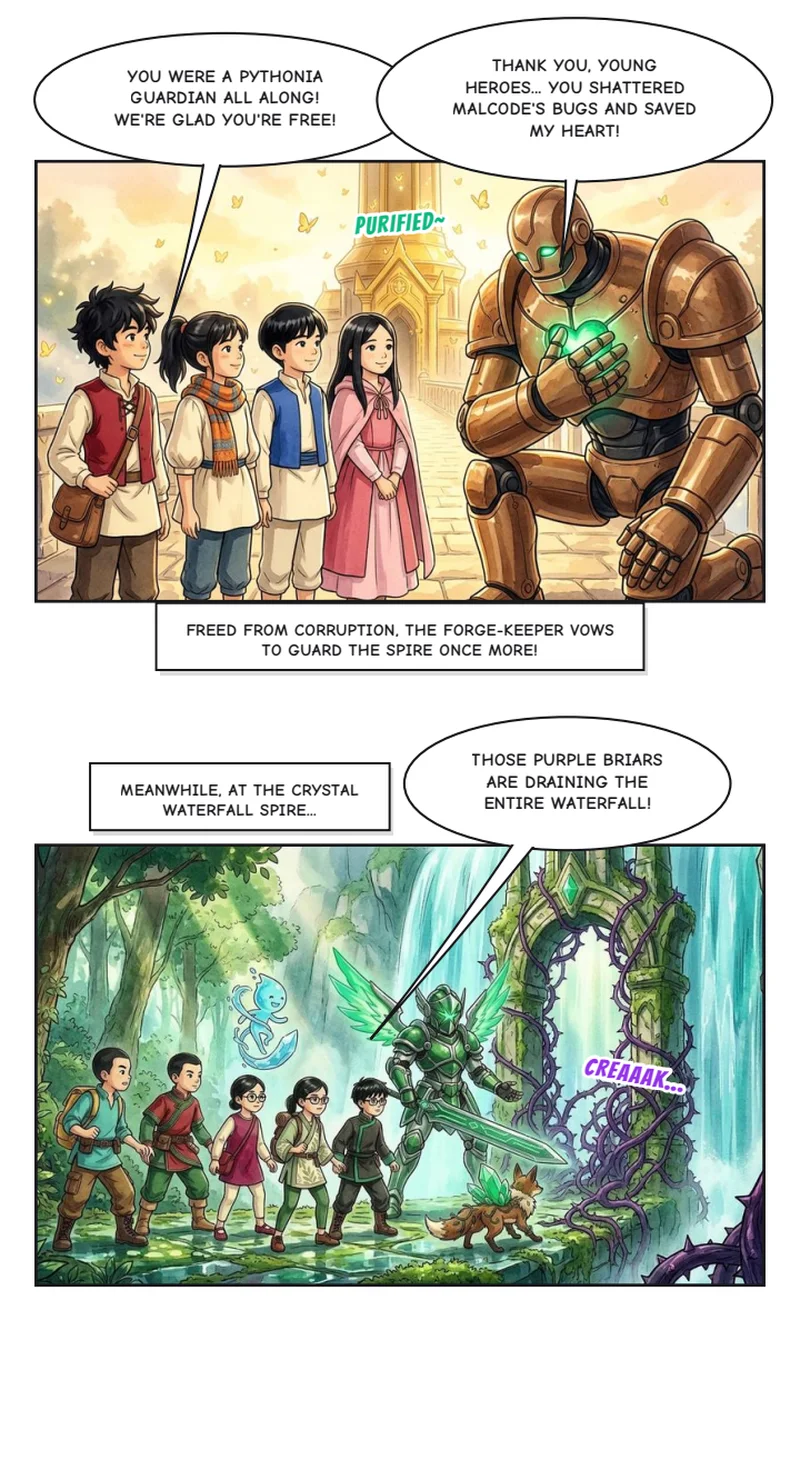 YOU WERE A PYTHONIA
GUARDIAN ALL ALONG!
WE'RE GLAD YOU'RE FREE!
THANK YOU, YOUNG
HEROES... YOU SHATTERED
MALCODE'S BUGS AND SAVED
MY HEART!
PURIFIED~
FREED FROM CORRUPTION, THE FORGE-KEEPER VOWS
TO GUARD THE SPIRE ONCE MORE!
MEANWHILE, AT THE CRYSTAL
WATERFALL SPIRE...
THOSE PURPLE BRIARS
ARE DRAINING THE
ENTIRE WATERFALL!
CREAAAK...